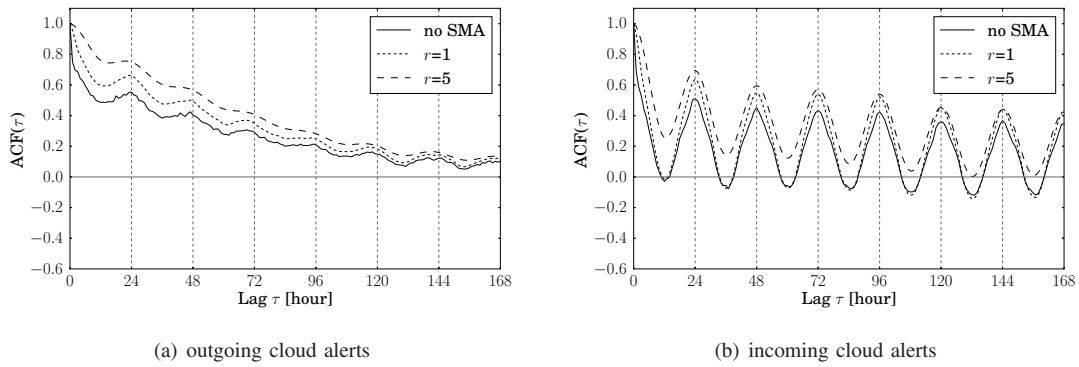 1.0
0.8
0.6
0.4
0.2
0.0
−0.2
−0.4
−0.6
ACF(τ)
0 24 48 72 96 120 144 168
Lag τ [hour]
no SMA
r=1
r=5
(a) outgoing cloud alerts
1.0
0.8
0.6
0.4
0.2
0.0
−0.2
−0.4
−0.6
ACF(τ)
0 24 48 72 96 120 144 168
Lag τ [hour]
no SMA
r=1
r=5
(b) incoming cloud alerts